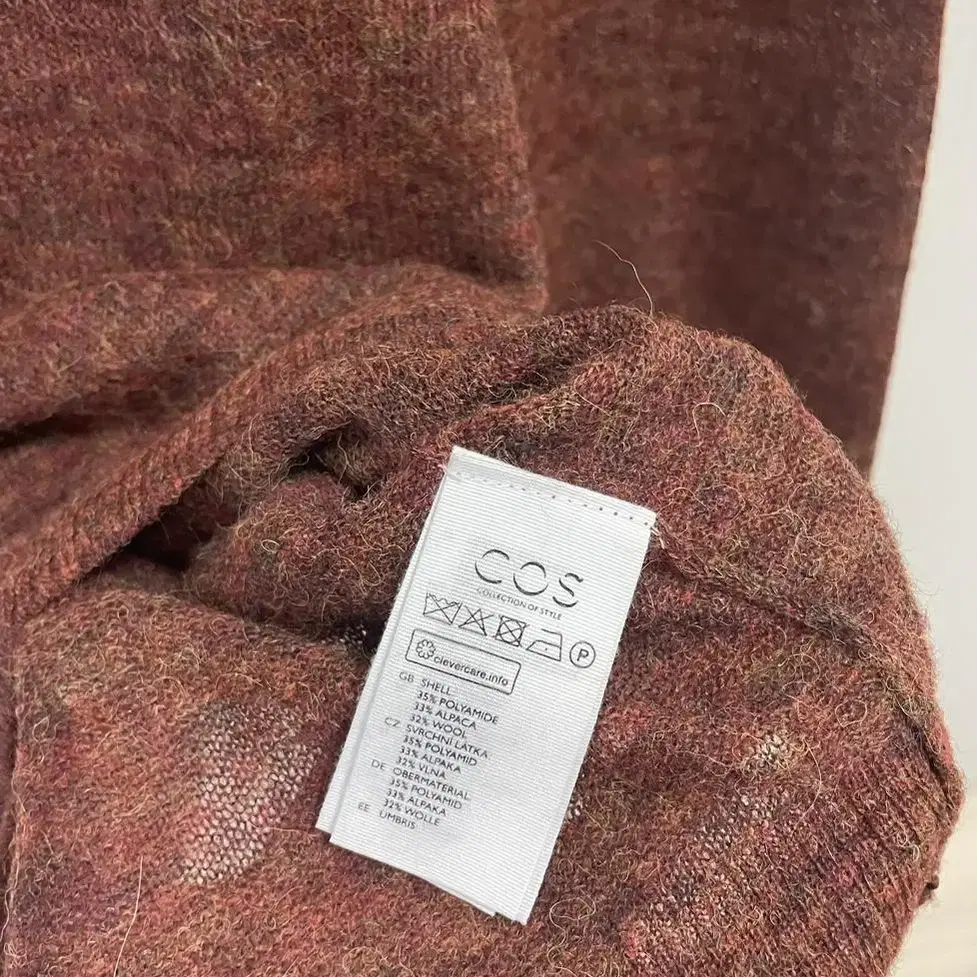 COS
COLLECTION OF STYLE
P
clevercare.info
GB SHELL
35% POLYAMIDE
33% ALPACA
32% WOOL
CZ SVRCHNÍ LÁTKA
35% POLYAMID
33% ALPAKA
32% VLNA
DE OBERMATERIAL
35% POLYAMID
33% ALPAKA
32% WOLLE
EE UMBRIS